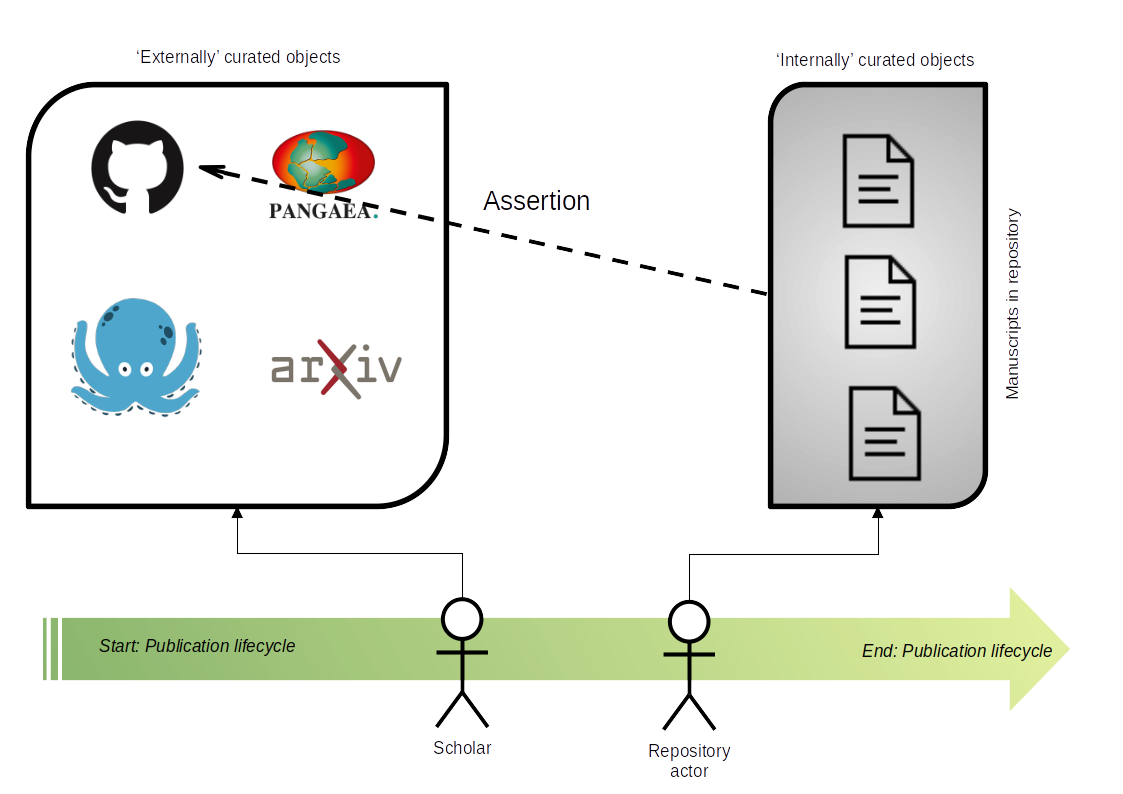 ‘Externally’ curated objects
‘Internally’ curated objects
PANGAEA.
Assertion
arXiv
Manuscripts in repository
Start: Publication lifecycle
End: Publication lifecycle
Scholar
Repository
actor